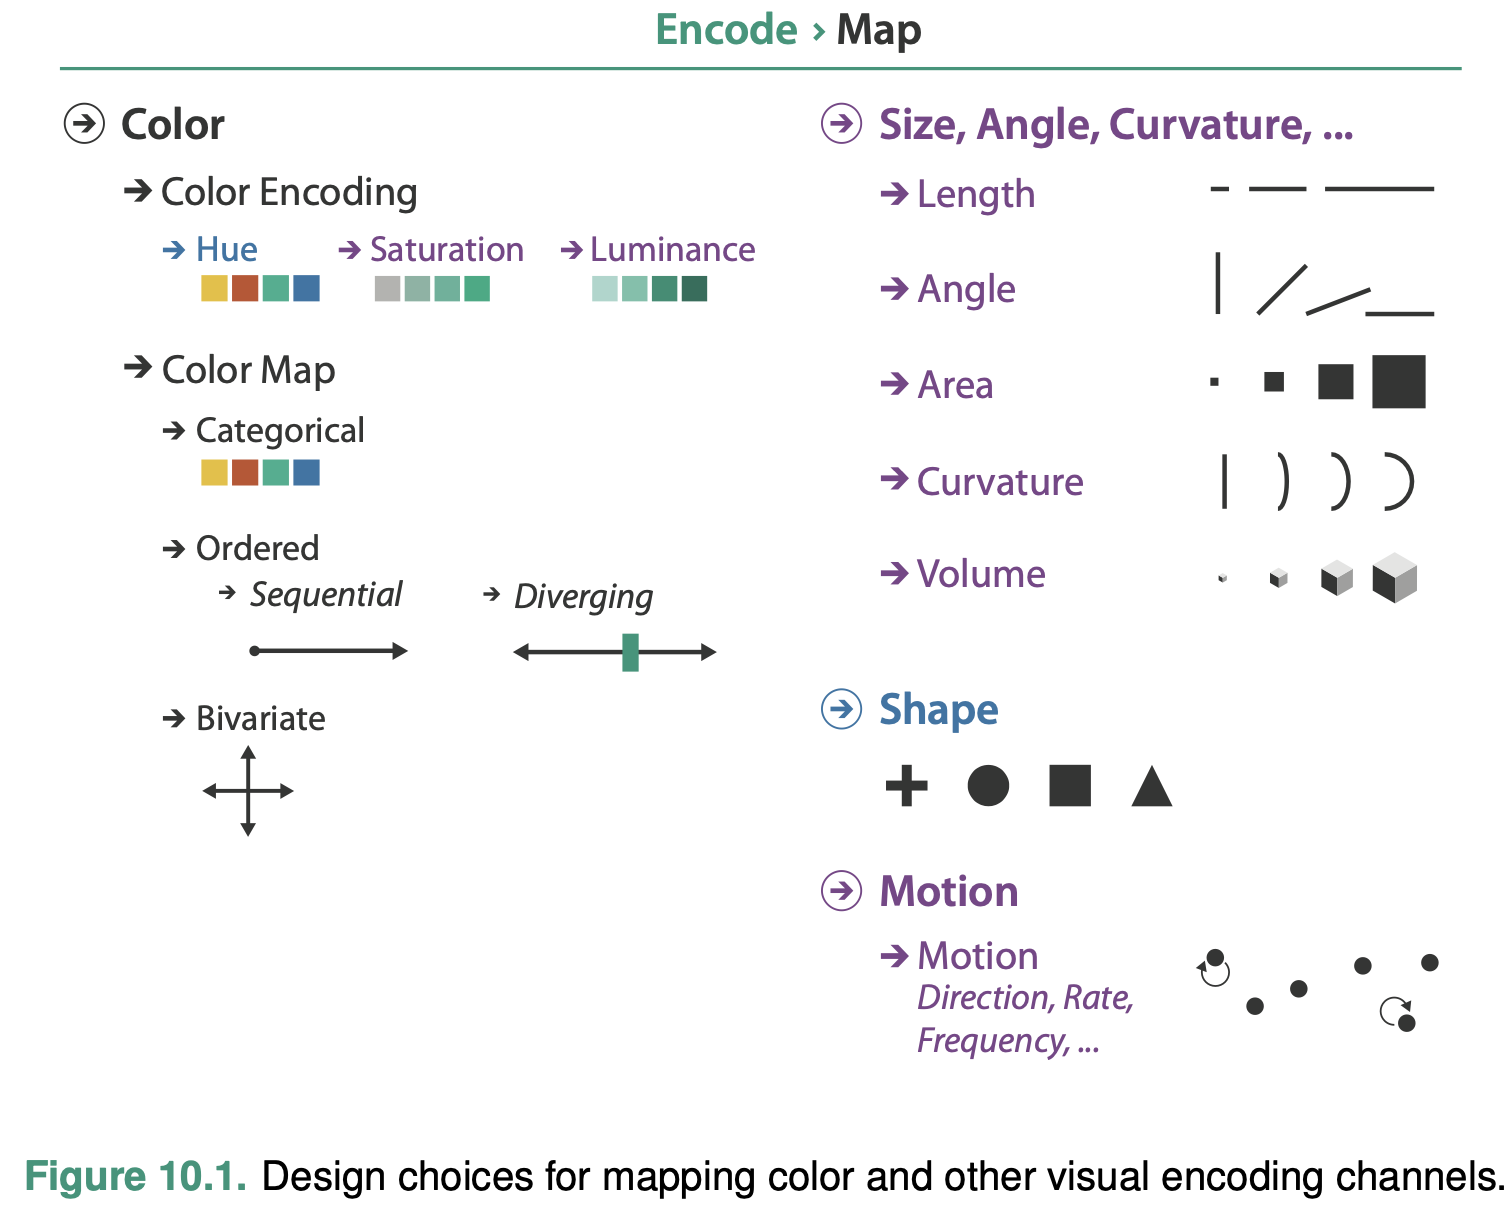 Encode › Map
Color
Color Encoding
Hue
Saturation
Luminance
Color Map
Categorical
Ordered
Sequential
Diverging
Bivariate
Size, Angle, Curvature, ...
Length
Angle
Area
Curvature
Volume
Shape
Motion
Motion
Direction, Rate,
Frequency, ...
Figure 10.1. Design choices for mapping color and other visual encoding channels.